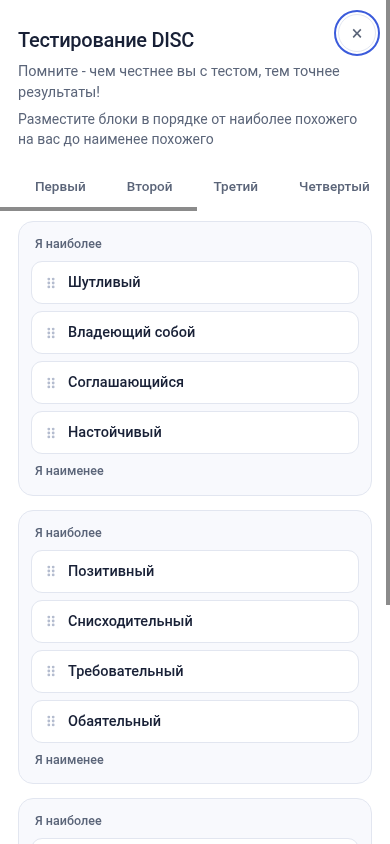 Тестирование DISC
×
Помните - чем честнее вы с тестом, тем точнее
результаты!
Разместите блоки в порядке от наиболее похожего
на вас до наименее похожего
Первый Второй Третий Четвертый
Я наиболее
Шутливый
Владеющий собой
Соглашающийся
Настойчивый
Я наименее
Я наиболее
Позитивный
Снисходительный
Требовательный
Обаятельный
Я наименее
Я наиболее